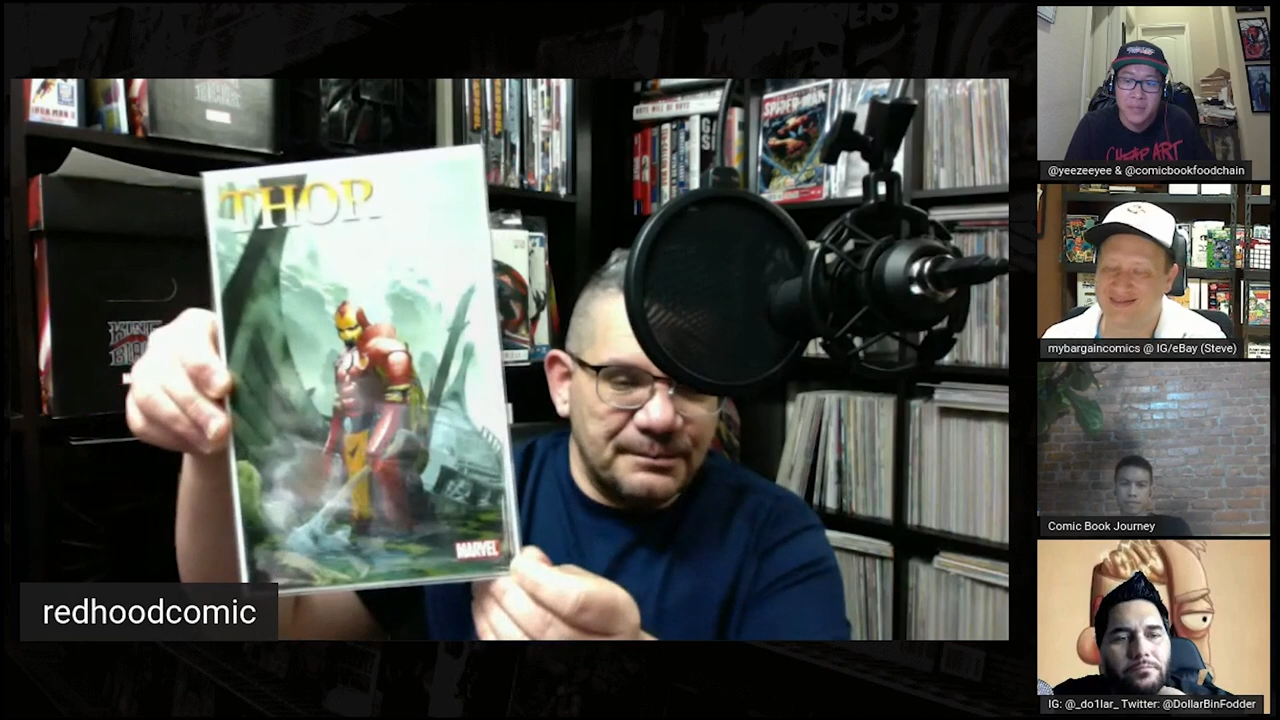 THOR
MARVEL
redhoodcomic
KING
SPIDER-MAN
@yeezeeyee & @comicbookfoodchain
CHEAP ART
mybargaincomics @ IG/eBay (Steve)
Comic Book Journey
IG: @_do1lar_ Twitter: @DollarBinFodder